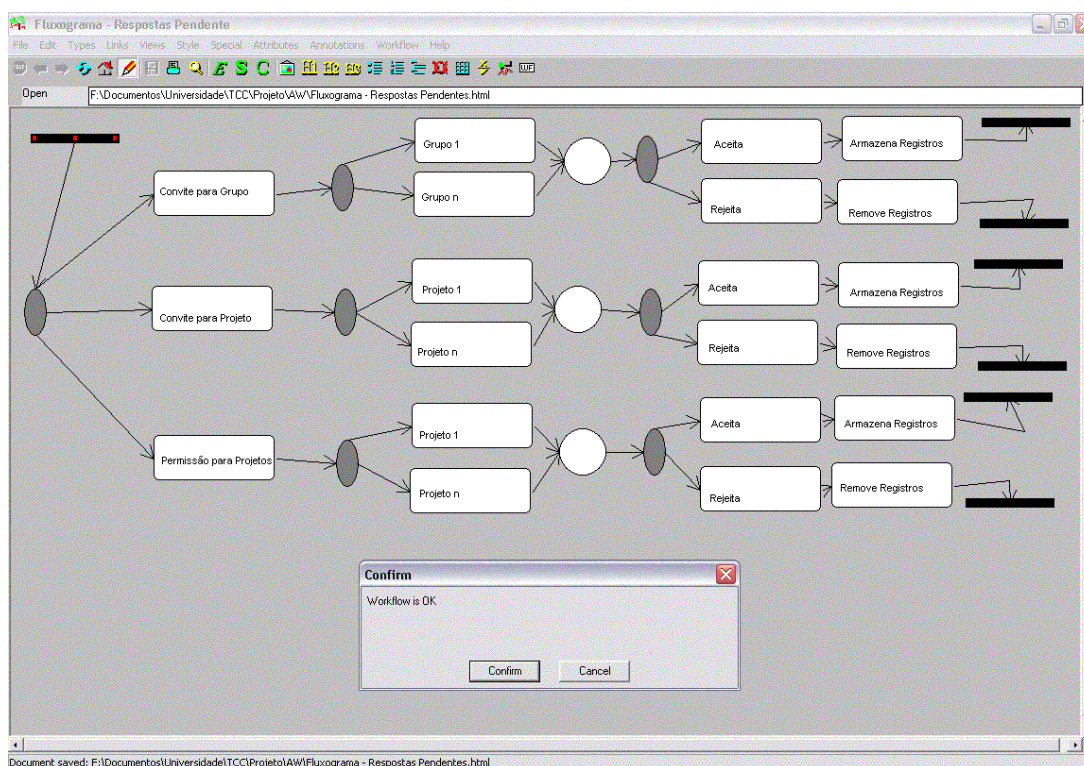 Fluxograma - Respostas Pendente
File Edit Types Links Views Style Special Attributes Annotations Workflow Help
E S C H1 H2 H3 WF
Open F:\Documentos\Universidade\TCC\Projeto\AW\Fluxograma - Respostas Pendentes.html
Grupo 1
Aceita
Armazena Registros
Convite para Grupo
Grupo n
Rejeita
Remove Registros
Projeto 1
Aceita
Armazena Registros
Convite para Projeto
Projeto n
Rejeita
Remove Registros
Projeto 1
Aceita
Armazena Registros
Permissão para Projetos
Projeto n
Rejeita
Remove Registros
Confirm
Workflow is OK
Confirm Cancel
Document saved: F:\Documentos\Universidade\TCC\Projeto\AW\Fluxograma - Respostas Pendentes.html